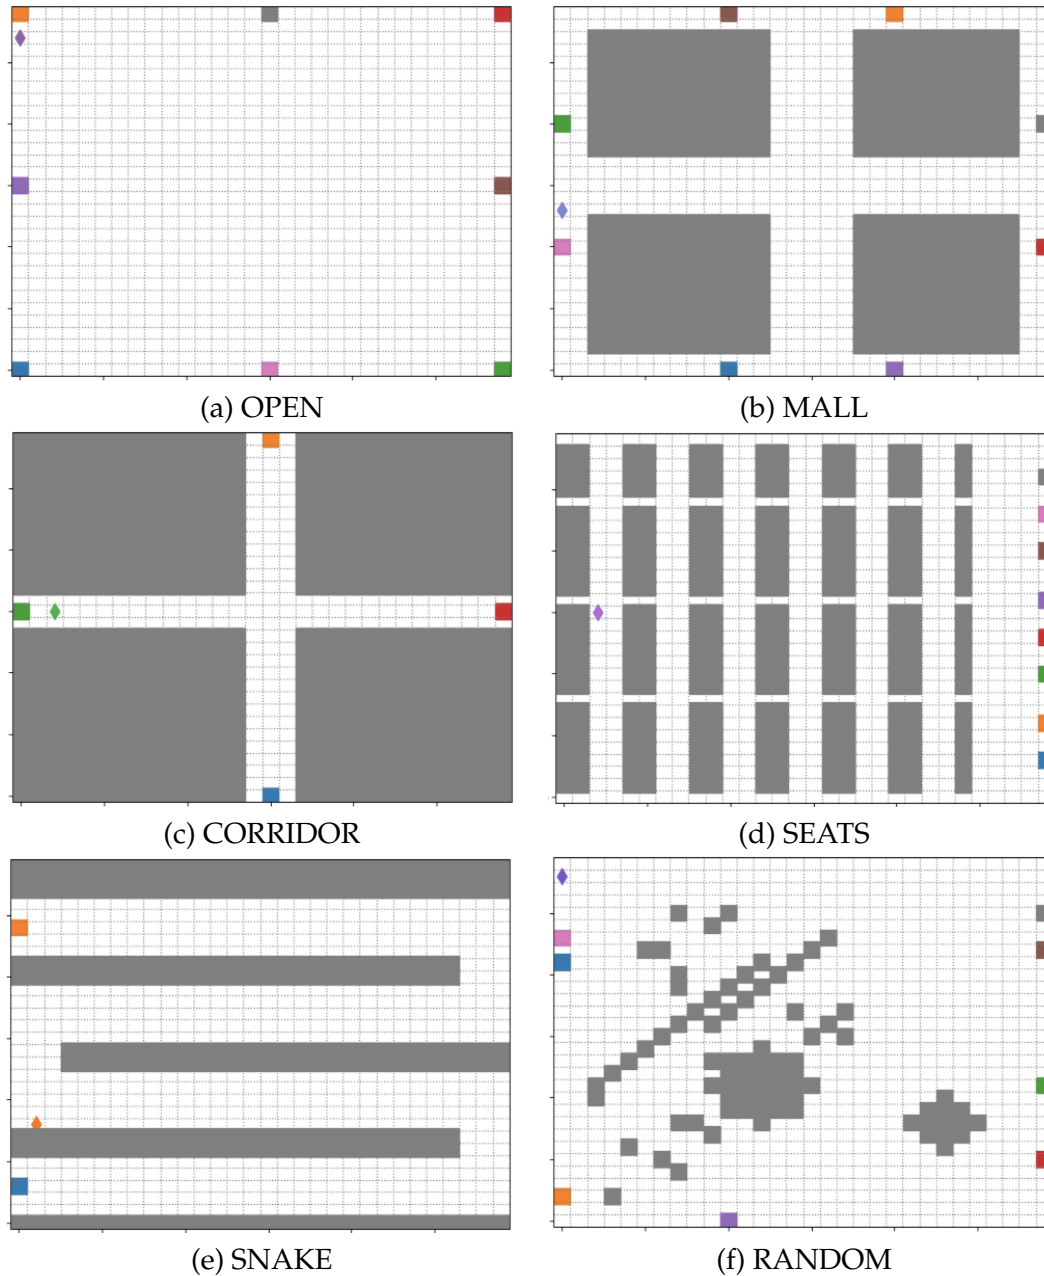 (a) OPEN
(b) MALL
(c) CORRIDOR
(d) SEATS
(e) SNAKE
(f) RANDOM